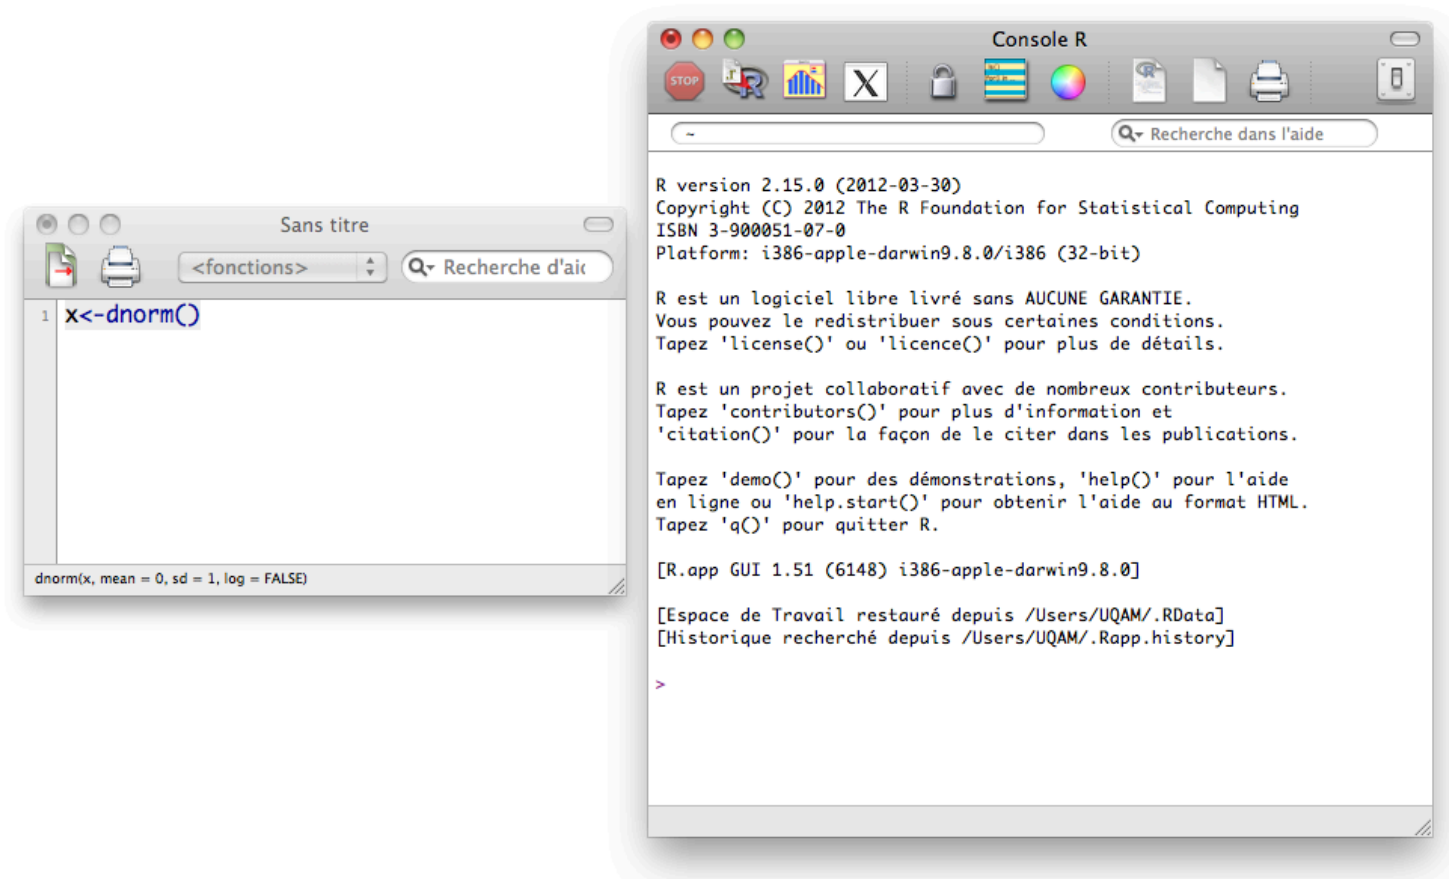 Sans titre
<fonctions>
Recherche d'aic
1 x<-dnorm()
dnorm(x, mean = 0, sd = 1, log = FALSE)
Console R
STOP
R
X
R
~
Recherche dans l'aide
R version 2.15.0 (2012-03-30)
Copyright (C) 2012 The R Foundation for Statistical Computing
ISBN 3-900051-07-0
Platform: i386-apple-darwin9.8.0/i386 (32-bit)
R est un logiciel libre livré sans AUCUNE GARANTIE.
Vous pouvez le redistribuer sous certaines conditions.
Tapez 'license()' ou 'licence()' pour plus de détails.
R est un projet collaboratif avec de nombreux contributeurs.
Tapez 'contributors()' pour plus d'information et
'citation()' pour la façon de le citer dans les publications.
Tapez 'demo()' pour des démonstrations, 'help()' pour l'aide
en ligne ou 'help.start()' pour obtenir l'aide au format HTML.
Tapez 'q()' pour quitter R.
[R.app GUI 1.51 (6148) i386-apple-darwin9.8.0]
[Espace de Travail restauré depuis /Users/UQAM/.RData]
[Historique recherché depuis /Users/UQAM/.Rapp.history]
>